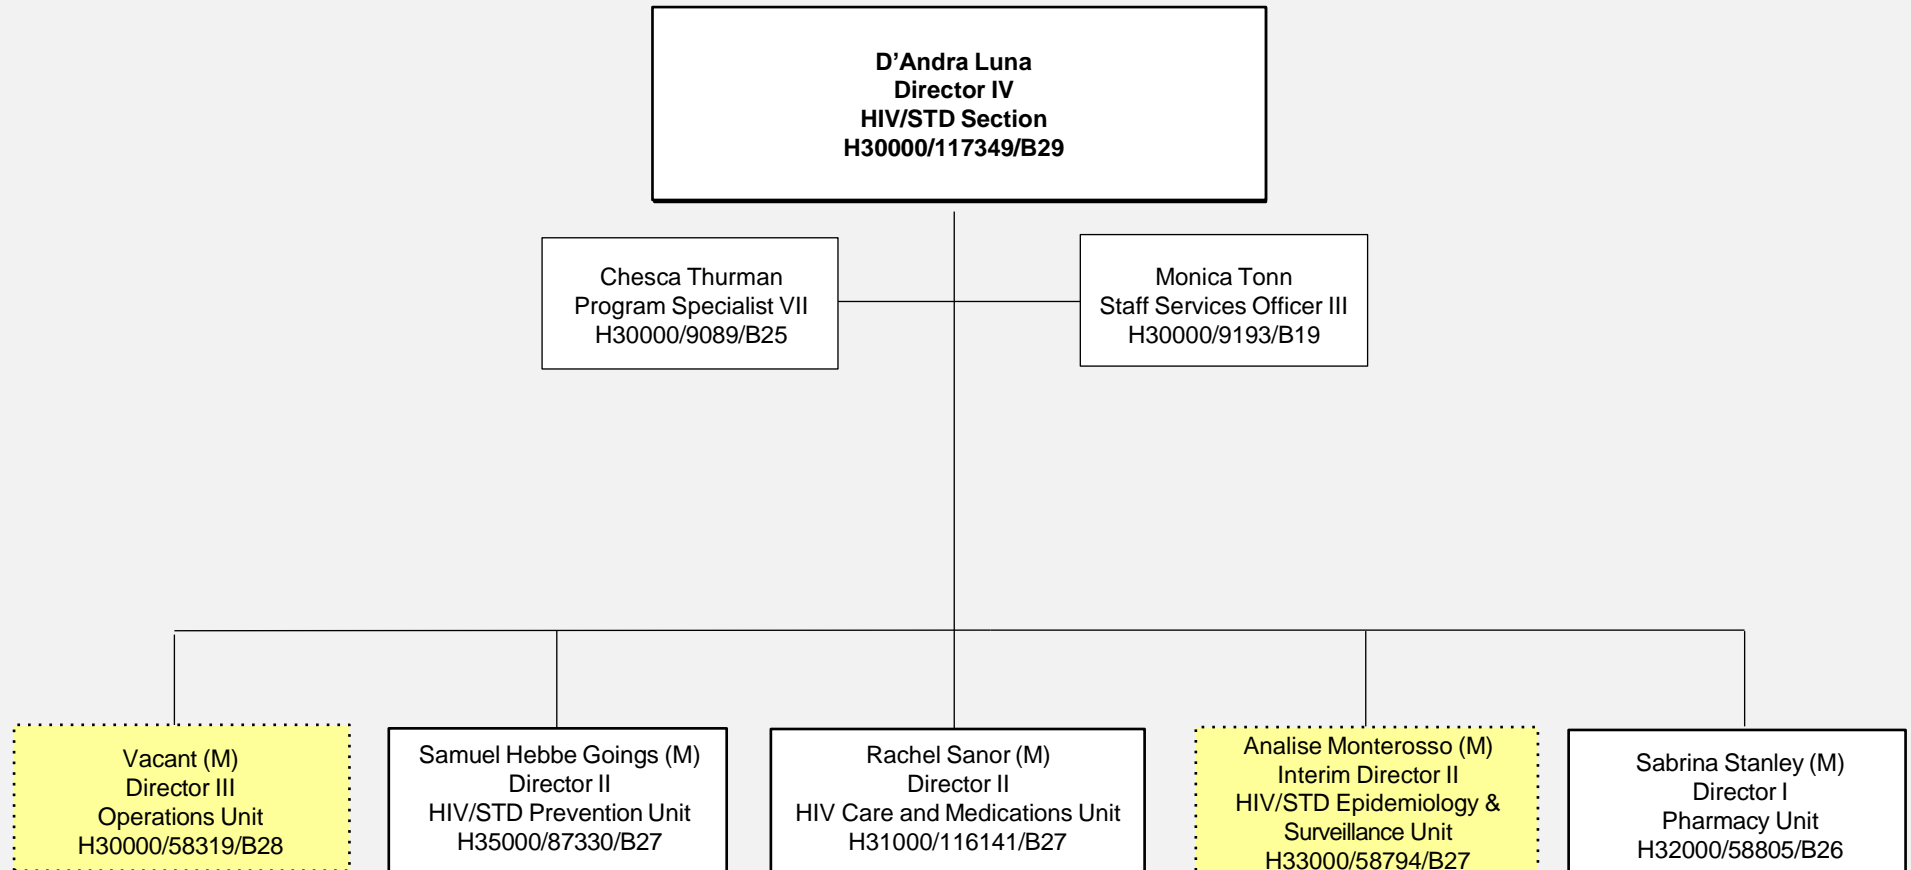 D’Andra Luna
Director IV
HIV/STD Section
H30000/117349/B29
Chesca Thurman
Program Specialist VII
H30000/9089/B25
Monica Tonn
Staff Services Officer III
H30000/9193/B19
Vacant (M)
Director III
Operations Unit
H30000/58319/B28
Samuel Hebbe Goings (M)
Director II
HIV/STD Prevention Unit
H35000/87330/B27
Rachel Sanor (M)
Director II
HIV Care and Medications Unit
H31000/116141/B27
Analise Monterosso (M)
Interim Director II
HIV/STD Epidemiology &
Surveillance Unit
H33000/58794/B27
Sabrina Stanley (M)
Director I
Pharmacy Unit
H32000/58805/B26